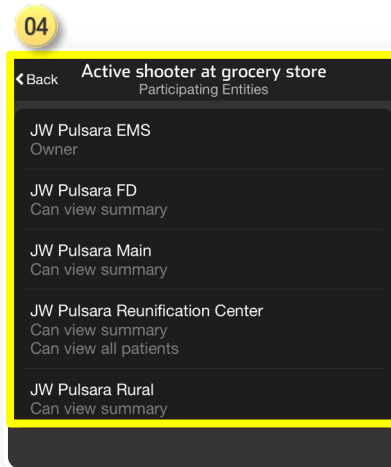 04
Back
Active shooter at grocery store
Participating Entities
JW Pulsara EMS
Owner
JW Pulsara FD
Can view summary
JW Pulsara Main
Can view summary
JW Pulsara Reunification Center
Can view summary
Can view all patients
JW Pulsara Rural
Can view summary